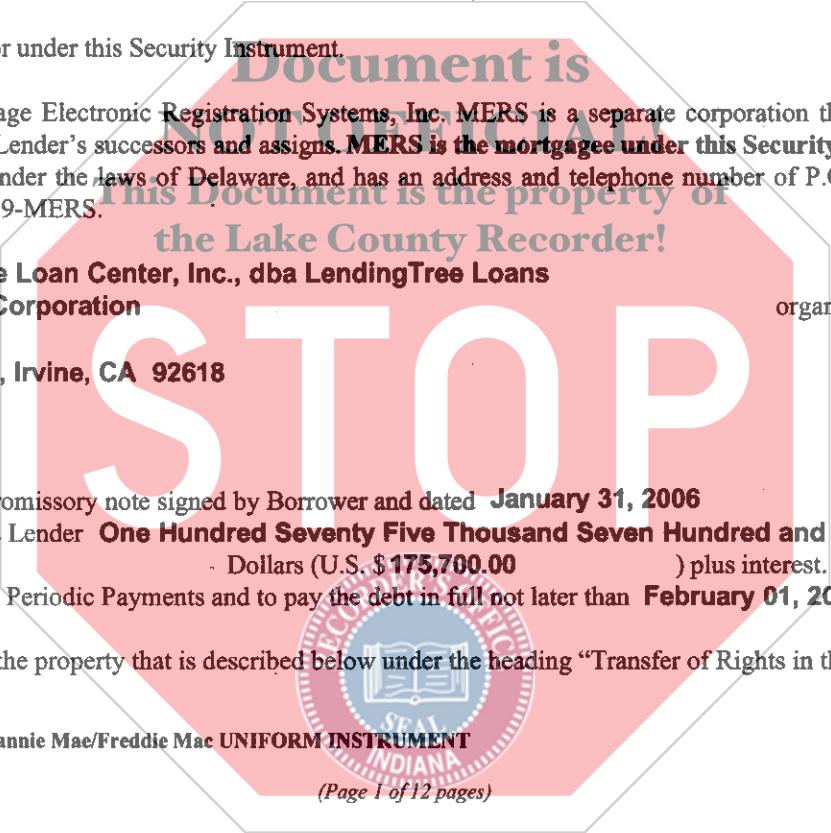 or under this Security Instrument.
Document is
age Electronic Registration Systems, Inc. MERS is a separate corporation th
NOT OFFICIAL!
Lender's successors and assigns. MERS is the mortgagee under this Security
nder the laws of Delaware, and has an address and telephone number of P.O
This Document is the property of
9-MERS.
the Lake County Recorder!
e Loan Center, Inc., dba LendingTree Loans
Corporation organ
STOP
, Irvine, CA 92618
romissory note signed by Borrower and dated January 31, 2006
Lender One Hundred Seventy Five Thousand Seven Hundred and
Dollars (U.S. $175,700.00 ) plus interest.
Periodic Payments and to pay the debt in full not later than February 01, 20
the property that is described below under the heading “Transfer of Rights in th
RECORDER'S OFFICE
SEAL
INDIANA
annie Mae/Freddie Mac UNIFORM INSTRUMENT
(Page 1 of 12 pages)